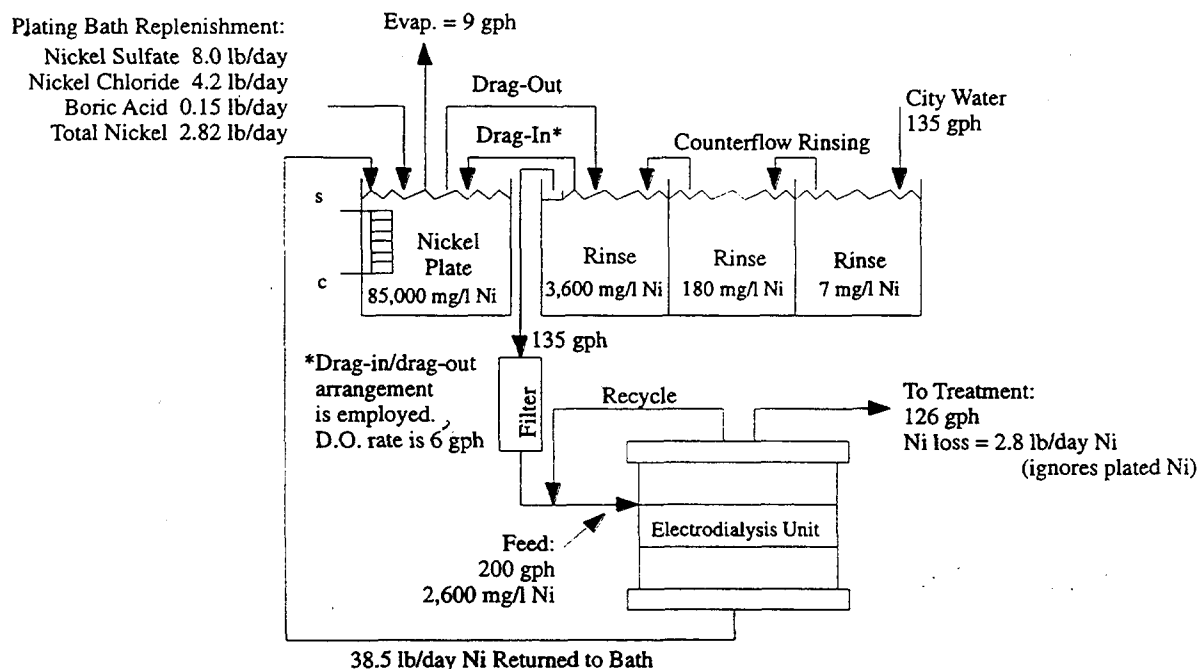 Plating Bath Replenishment:
Nickel Sulfate 8.0 lb/day
Nickel Chloride 4.2 lb/day
Boric Acid 0.15 lb/day
Total Nickel 2.82 lb/day
Evap. = 9 gph
Drag-Out
Drag-In*
City Water
135 gph
Counterflow Rinsing
s
c
Nickel
Plate
85,000 mg/l Ni
Rinse
3,600 mg/l Ni
Rinse
180 mg/l Ni
Rinse
7 mg/l Ni
135 gph
*Drag-in/drag-out
arrangement
is employed.
D.O. rate is 6 gph
Filter
Recycle
To Treatment:
126 gph
Ni loss = 2.8 lb/day Ni
(ignores plated Ni)
Electrodialysis Unit
Feed:
200 gph
2,600 mg/l Ni
38.5 lb/day Ni Returned to Bath